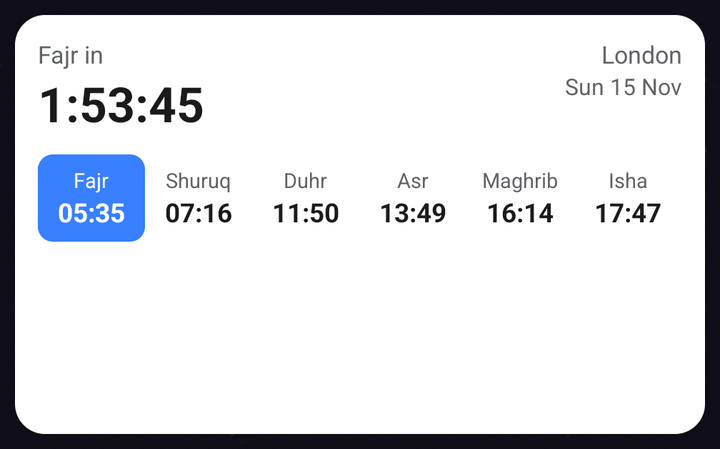 Fajr in
London
1:53:45
Sun 15 Nov
Fajr Shuruq Duhr Asr Maghrib Isha
05:35 07:16 11:50 13:49 16:14 17:47